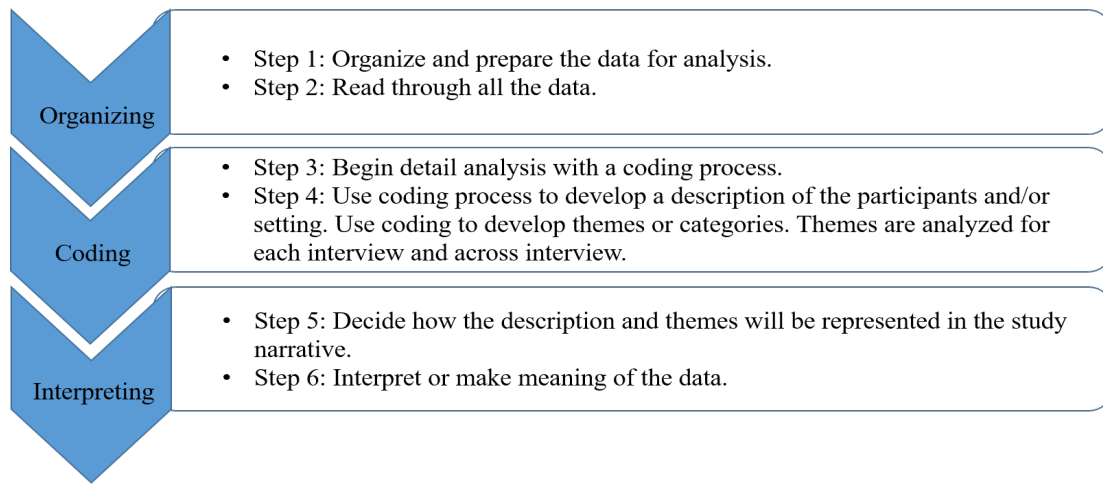 Organizing
• Step 1: Organize and prepare the data for analysis.
• Step 2: Read through all the data.
Coding
• Step 3: Begin detail analysis with a coding process.
• Step 4: Use coding process to develop a description of the participants and/or
setting. Use coding to develop themes or categories. Themes are analyzed for
each interview and across interview.
Interpreting
• Step 5: Decide how the description and themes will be represented in the study
narrative.
• Step 6: Interpret or make meaning of the data.